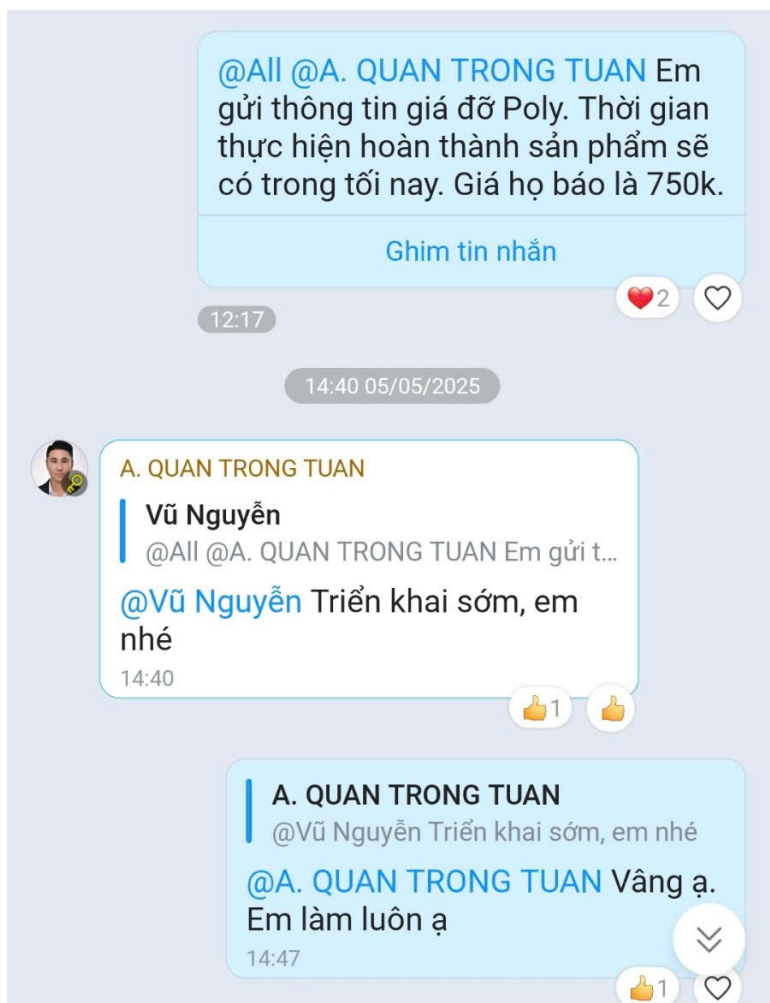 @All @A. QUAN TRONG TUAN Em
gửi thông tin giá đỡ Poly. Thời gian
thực hiện hoàn thành sản phẩm sẽ
có trong tối nay. Giá họ báo là 750k.
Ghim tin nhắn
2
12:17
14:40 05/05/2025
A. QUAN TRONG TUAN
Vũ Nguyễn
@All @A. QUAN TRONG TUAN Em gửi t...
@Vũ Nguyễn Triển khai sớm, em
nhé
14:40
1
A. QUAN TRONG TUAN
@Vũ Nguyễn Triển khai sớm, em nhé
@A. QUAN TRONG TUAN Vâng ạ.
Em làm luôn ạ
14:47
1